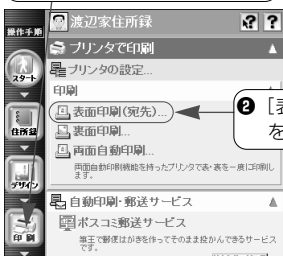 操作手順
渡辺家住所録
プリンタで印刷
スタート
プリンタの設定...
印刷
表面印刷(宛先)...
❷ [表
を
住所録
裏面印刷...
両面自動印刷...
両面自動印刷機能を持ったプリンタで表・裏を一度に印刷し
ます。
デザイン
自動印刷・郵送サービス
ポスコミ郵送サービス
筆王で郵便はがきを作ってそのまま投かんできるサービス
です。
印刷